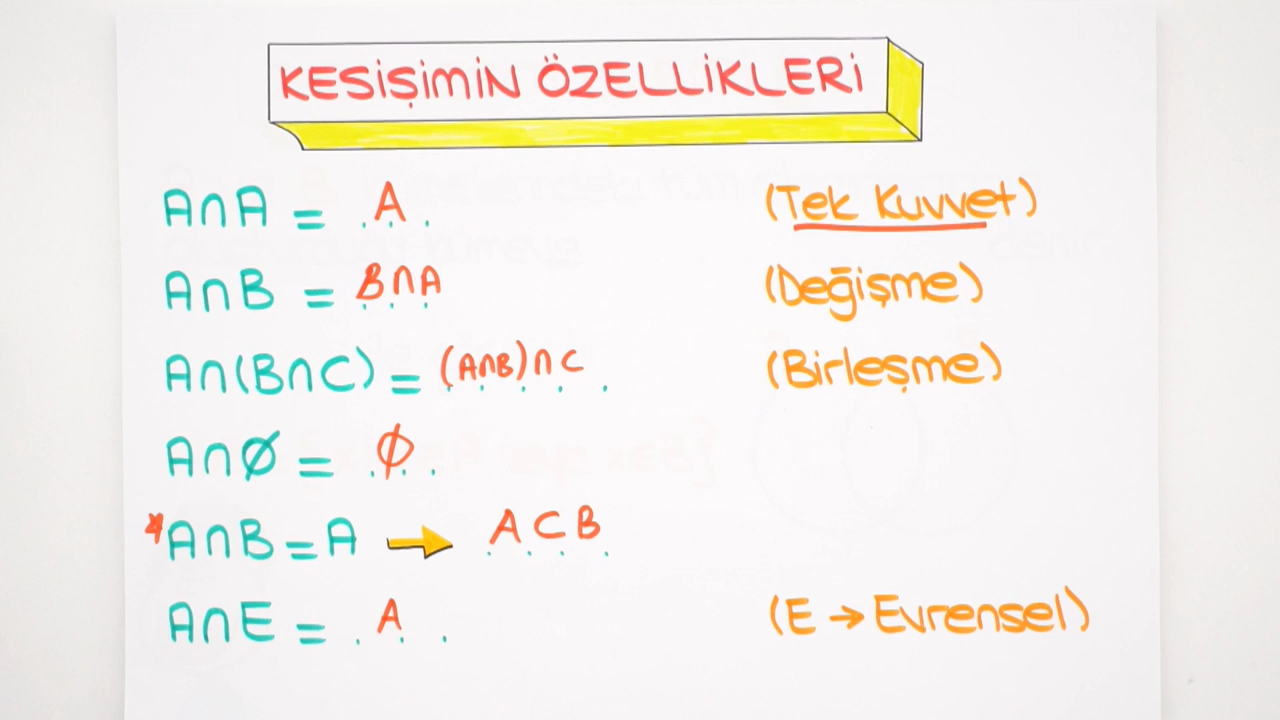 KESİŞİMİN ÖZELLİKLERİ
A∩A = A (Tek Kuvvet)
A∩B = B∩A (Değişme)
A∩(B∩C) = (A∩B)∩C (Birleşme)
A∩∅ = ∅
*A∩B=A → A⊂B
A∩E = A (E → Evrensel)